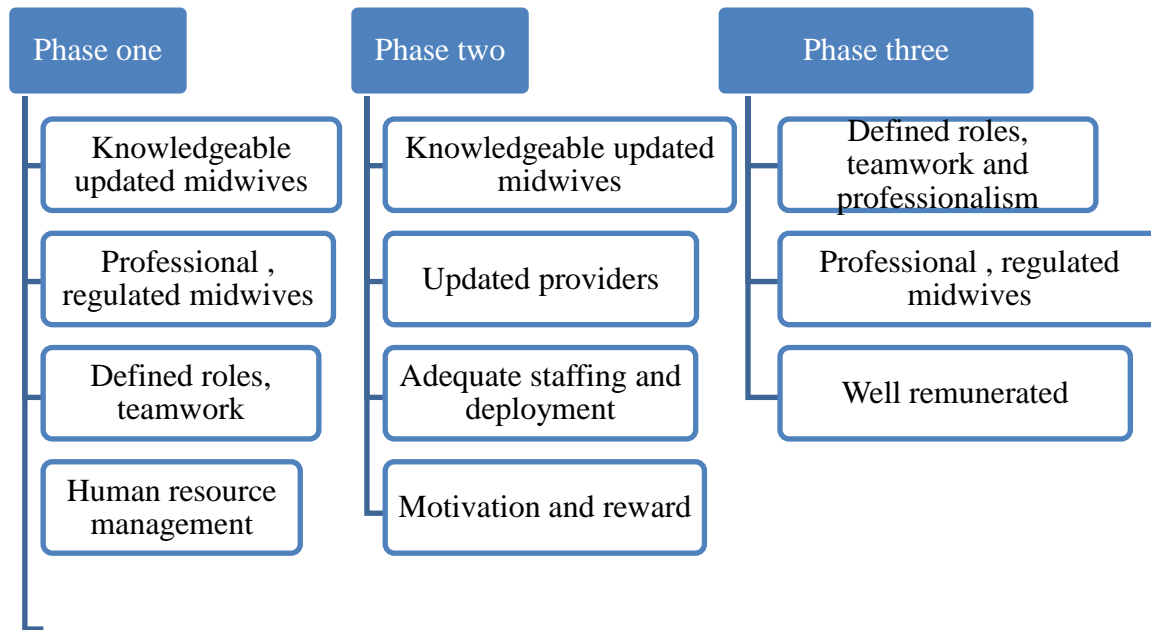 Phase one
Knowledgeable
updated midwives
Professional ,
regulated midwives
Defined roles,
teamwork
Human resource
management
Phase two
Knowledgeable updated
midwives
Updated providers
Adequate staffing and
deployment
Motivation and reward
Phase three
Defined roles,
teamwork and
professionalism
Professional , regulated
midwives
Well remunerated